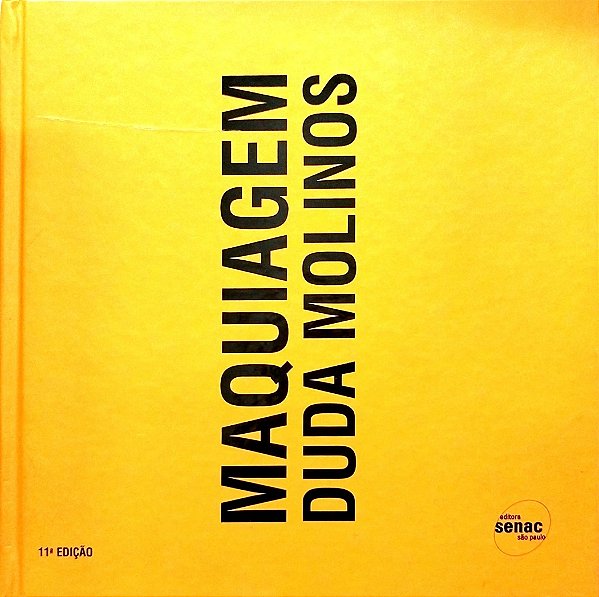 MAQUIAGEM
DUDA MOLINOS
11ª EDIÇÃO
editora
senac
são paulo